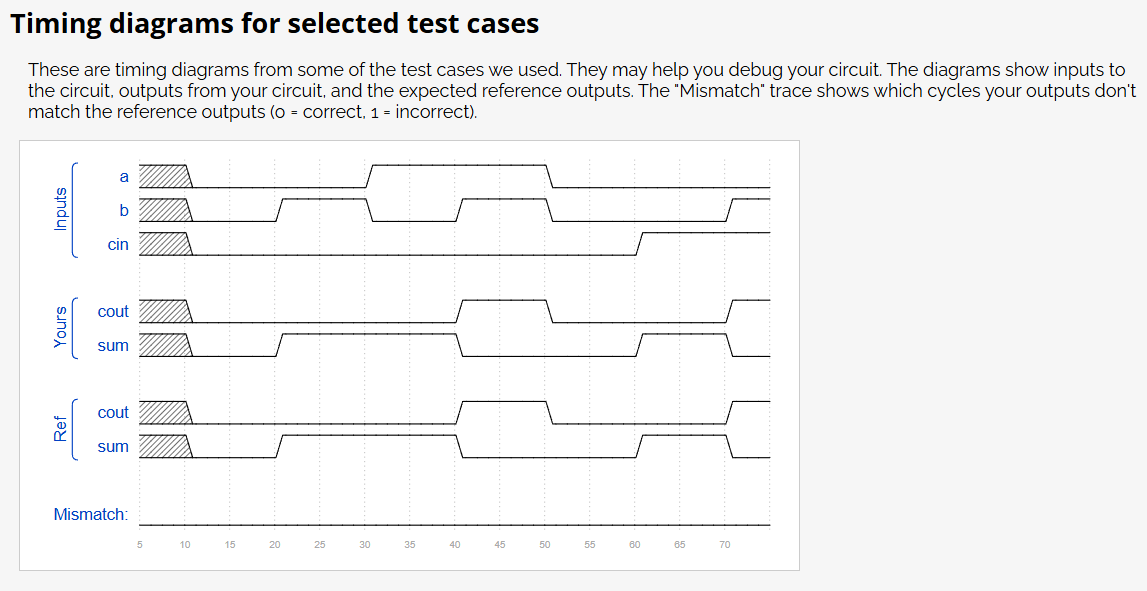 Timing diagrams for selected test cases
These are timing diagrams from some of the test cases we used. They may help you debug your circuit. The diagrams show inputs to
the circuit, outputs from your circuit, and the expected reference outputs. The "Mismatch" trace shows which cycles your outputs don't
match the reference outputs (0 = correct, 1 = incorrect).
Inputs
a
b
cin
Yours
cout
sum
Ref
cout
sum
Mismatch:
5 10 15 20 25 30 35 40 45 50 55 60 65 70